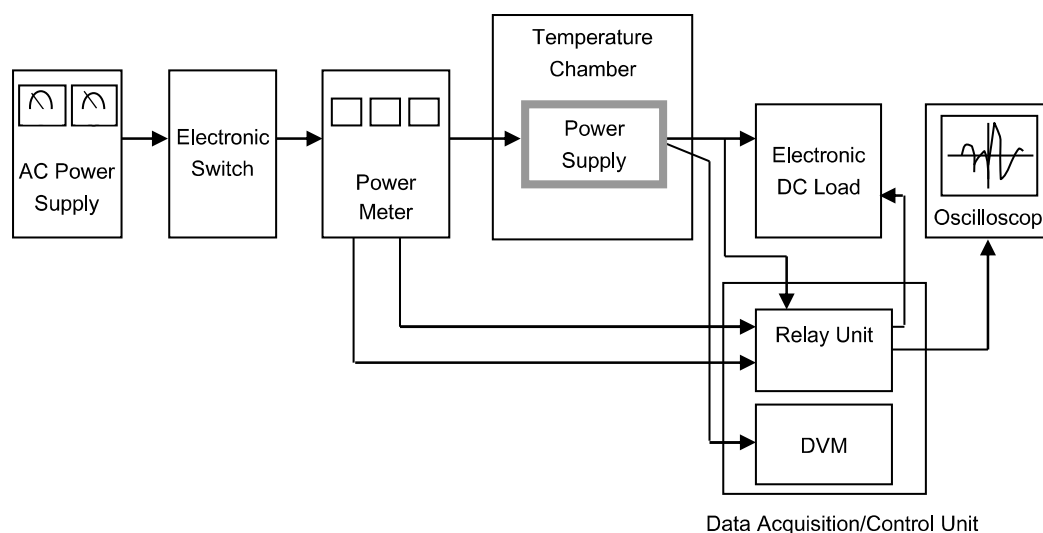 AC Power
Supply
Electronic
Switch
Power
Meter
Temperature
Chamber
Power
Supply
Electronic
DC Load
Oscilloscop
Relay Unit
DVM
Data Acquisition/Control Unit